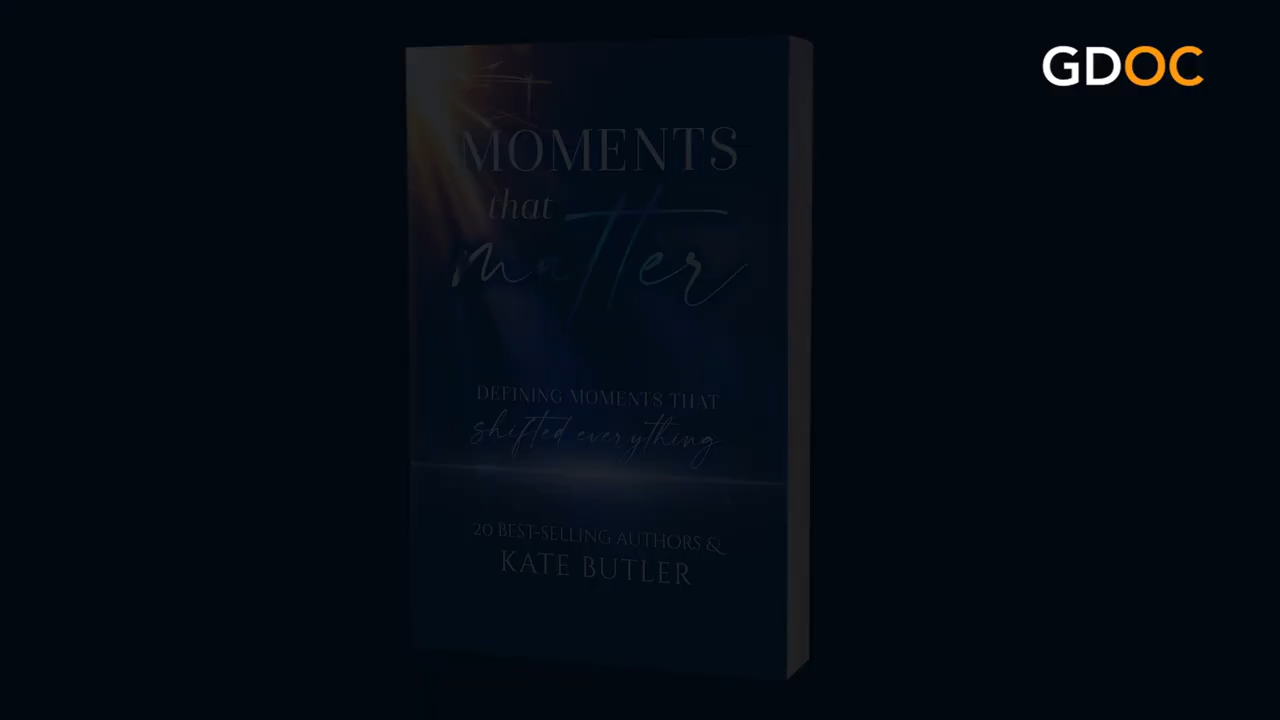 GDOC
MOMENTS
that
matter
DEFINING MOMENTS THAT
shifted everything
20 BEST-SELLING AUTHORS &
KATE BUTLER